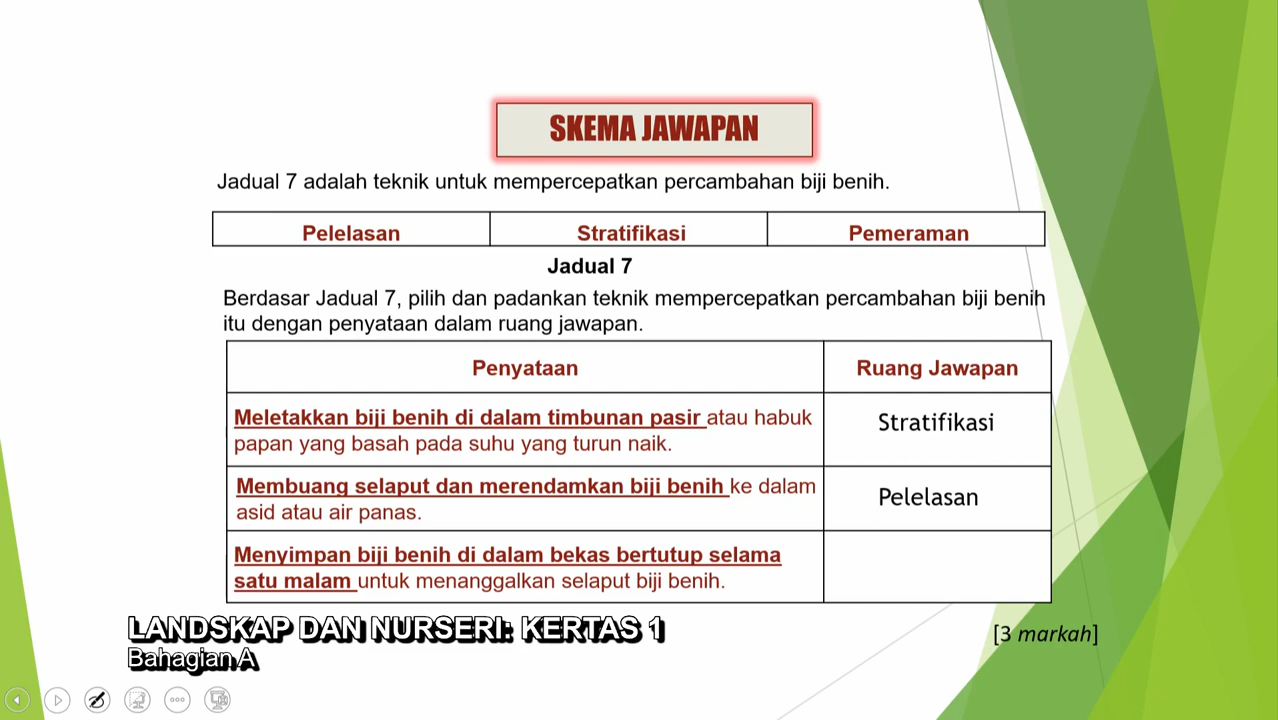 SKEMA JAWAPAN
Jadual 7 adalah teknik untuk mempercepatkan percambahan biji benih.
Pelelasan Stratifikasi Pemeraman
Jadual 7
Berdasar Jadual 7, pilih dan padankan teknik mempercepatkan percambahan biji benih
itu dengan penyataan dalam ruang jawapan.
Penyataan Ruang Jawapan
Meletakkan biji benih di dalam timbunan pasir atau habuk
papan yang basah pada suhu yang turun naik.
Stratifikasi
Membuang selaput dan merendamkan biji benih ke dalam
asid atau air panas.
Pelelasan
Menyimpan biji benih di dalam bekas bertutup selama
satu malam untuk menanggalkan selaput biji benih.
LANDSKAP DAN NURSERI: KERTAS 1
Bahagian A
[3 markah]